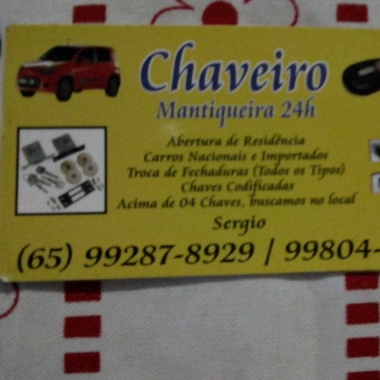 Chaveiro
Mantiqueira 24h
Abertura de Residência
Carros Nacionais e Importados
Troca de Fechaduras (Todos os Tipos)
Chaves Codificadas
Acima de 04 Chaves, buscamos no local
Sergio
(65) 99287-8929 / 99804-